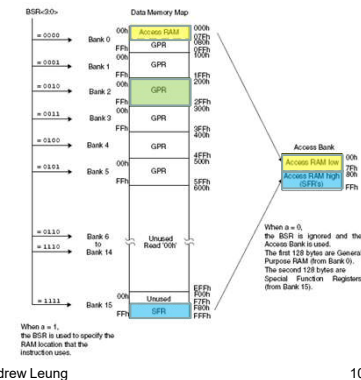 BSR<3:0>
Data Memory Map
= 0000
Bank 0
00h
Access RAM
000h
07Fh
FFh
GPR
080h
0FFh
= 0001
Bank 1
00h
GPR
100h
FFh
1FFh
= 0010
Bank 2
00h
GPR
200h
FFh
2FFh
= 0011
Bank 3
00h
GPR
300h
FFh
3FFh
= 0100
Bank 4
GPR
400h
4FFh
= 0101
Bank 5
00h
GPR
500h
FFh
5FFh
600h
= 0110
= 1110
Bank 6
to
Bank 14
Unused
Read '00h'
EFFh
= 1111
Bank 15
00h
Unused
F00h
F7Fh
FFh
SFR
F80h
FFFh
Access Bank
Access RAM low
00h
7Fh
Access RAM high
(SFR's)
80h
FFh
When a = 0,
the BSR is ignored and the
Access Bank is used.
The first 128 bytes are General
Purpose RAM (from Bank 0).
The second 128 bytes are
Special Function Registers
(from Bank 15).
When a = 1,
the BSR is used to specify the
RAM location that the
instruction uses.
drew Leung
10